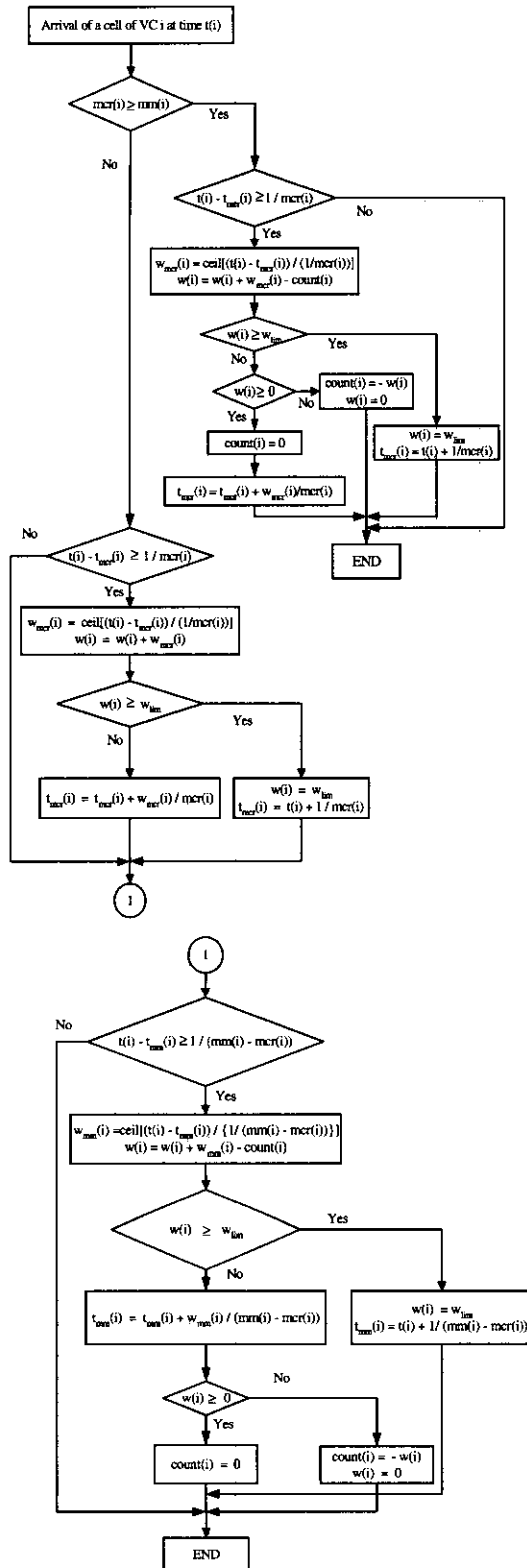 Arrival of a cell of VC i at time t(i)
mcr(i) ≥ mm(i)
Yes
No
t(i) - t_mcr(i) ≥ 1 / mcr(i)
No
Yes
w_mcr(i) = ceil[(t(i) - t_mcr(i)) / (1/mcr(i))]
w(i) = w(i) + w_mcr(i) - count(i)
w(i) ≥ w_lim
Yes
No
w(i) ≥ 0
No
count(i) = - w(i)
w(i) = 0
Yes
count(i) = 0
w(i) = w_lim
t_mcr(i) = t(i) + 1/mcr(i)
t_mcr(i) = t_mcr(i) + w_mcr(i)/mcr(i)
END
No
t(i) - t_mcr(i) ≥ 1 / mcr(i)
Yes
w_mcr(i) = ceil[(t(i) - t_mcr(i)) / (1/mcr(i))]
w(i) = w(i) + w_mcr(i)
w(i) ≥ w_lim
Yes
No
t_mcr(i) = t_mcr(i) + w_mcr(i) / mcr(i)
w(i) = w_lim
t_mcr(i) = t(i) + 1 / mcr(i)
1
1
No
t(i) - t_mm(i) ≥ 1 / (mm(i) - mcr(i))
Yes
w_mm(i) =ceil[(t(i) - t_mm(i)) / {1/ (mm(i) - mcr(i))}]
w(i) = w(i) + w_mm(i) - count(i)
w(i) ≥ w_lim
Yes
No
t_mm(i) = t_mm(i) + w_mm(i) / (mm(i) - mcr(i))
w(i) = w_lim
t_mm(i) = t(i) + 1/ (mm(i) - mcr(i))
w(i) ≥ 0
No
Yes
count(i) = 0
count(i) = - w(i)
w(i) = 0
END